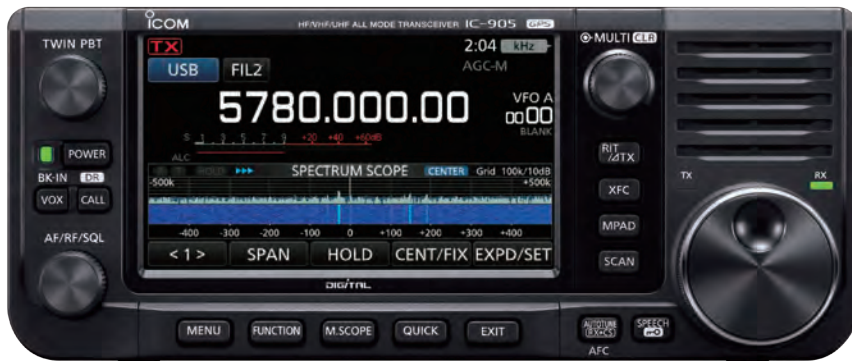 ICOM
HF/VHF/UHF ALL MODE TRANSCEIVER IC-905 GPS
TWIN PBT
MULTI CLR
TX
2:04 kHz
USB FIL2
AGC-M
5780.000.00
VFO A
00 00
BLANK
S 1 3 5 7 9 +20 +40 +60dB
ALC
POWER
BK-IN DR
VOX CALL
AF/RF/SQL
HOLD SPECTRUM SCOPE CENTER Grid 100k/10dB
-500k +500k
-400 -300 -200 -100 0 +100 +200 +300 +400
< 1 > SPAN HOLD CENT/FIX EXPD/SET
DIGITAL
RIT
/⊿TX
XFC
MPAD
SCAN
TX RX
MENU FUNCTION M.SCOPE QUICK EXIT
AUTOTUNE
(RX→CS)
SPEECH
AFC